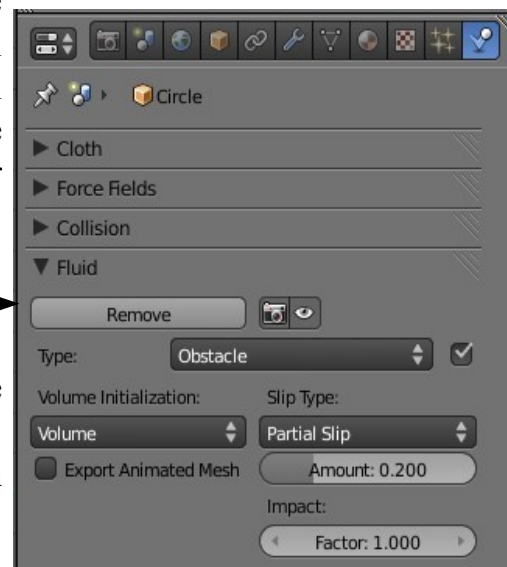 Circle
Cloth
Force Fields
Collision
Fluid
Remove
Type: Obstacle
Volume Initialization: Slip Type:
Volume Partial Slip
Export Animated Mesh Amount: 0.200
Impact:
Factor: 1.000